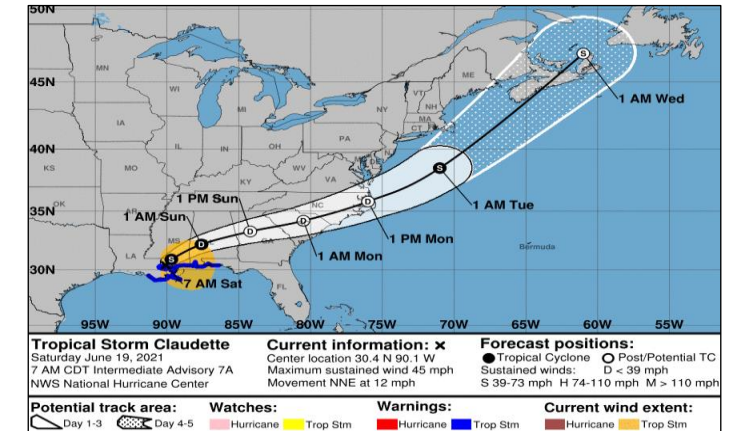 50N
45N
40N
35N
30N
95W 90W 85W 80W 75W 70W 65W 60W 55W
MN
WI
MI
IA
IL
IN
OH
PA
NY
VT
NH
MA
CT
ME
KS
MO
KY
WV
VA
DE
OK
AR
NC
MS
GA
LA
FL
Bermuda
S
1 AM Wed
S
1 AM Tue
1 PM Mon
D
1 AM Mon
D
1 PM Sun
D
1 AM Sun
D
S
7 AM Sat
Tropical Storm Claudette
Saturday June 19, 2021
7 AM CDT Intermediate Advisory 7A
NWS National Hurricane Center
Current information: x
Center location 30.4 N 90.1 W
Maximum sustained wind 45 mph
Movement NNE at 12 mph
Forecast positions:
Tropical Cyclone Post/Potential TC
Sustained winds: D < 39 mph
S 39-73 mph H 74-110 mph M > 110 mph
Potential track area:
Day 1-3 Day 4-5
Watches:
Hurricane Trop Stm
Warnings:
Hurricane Trop Stm
Current wind extent:
Hurricane Trop Stm